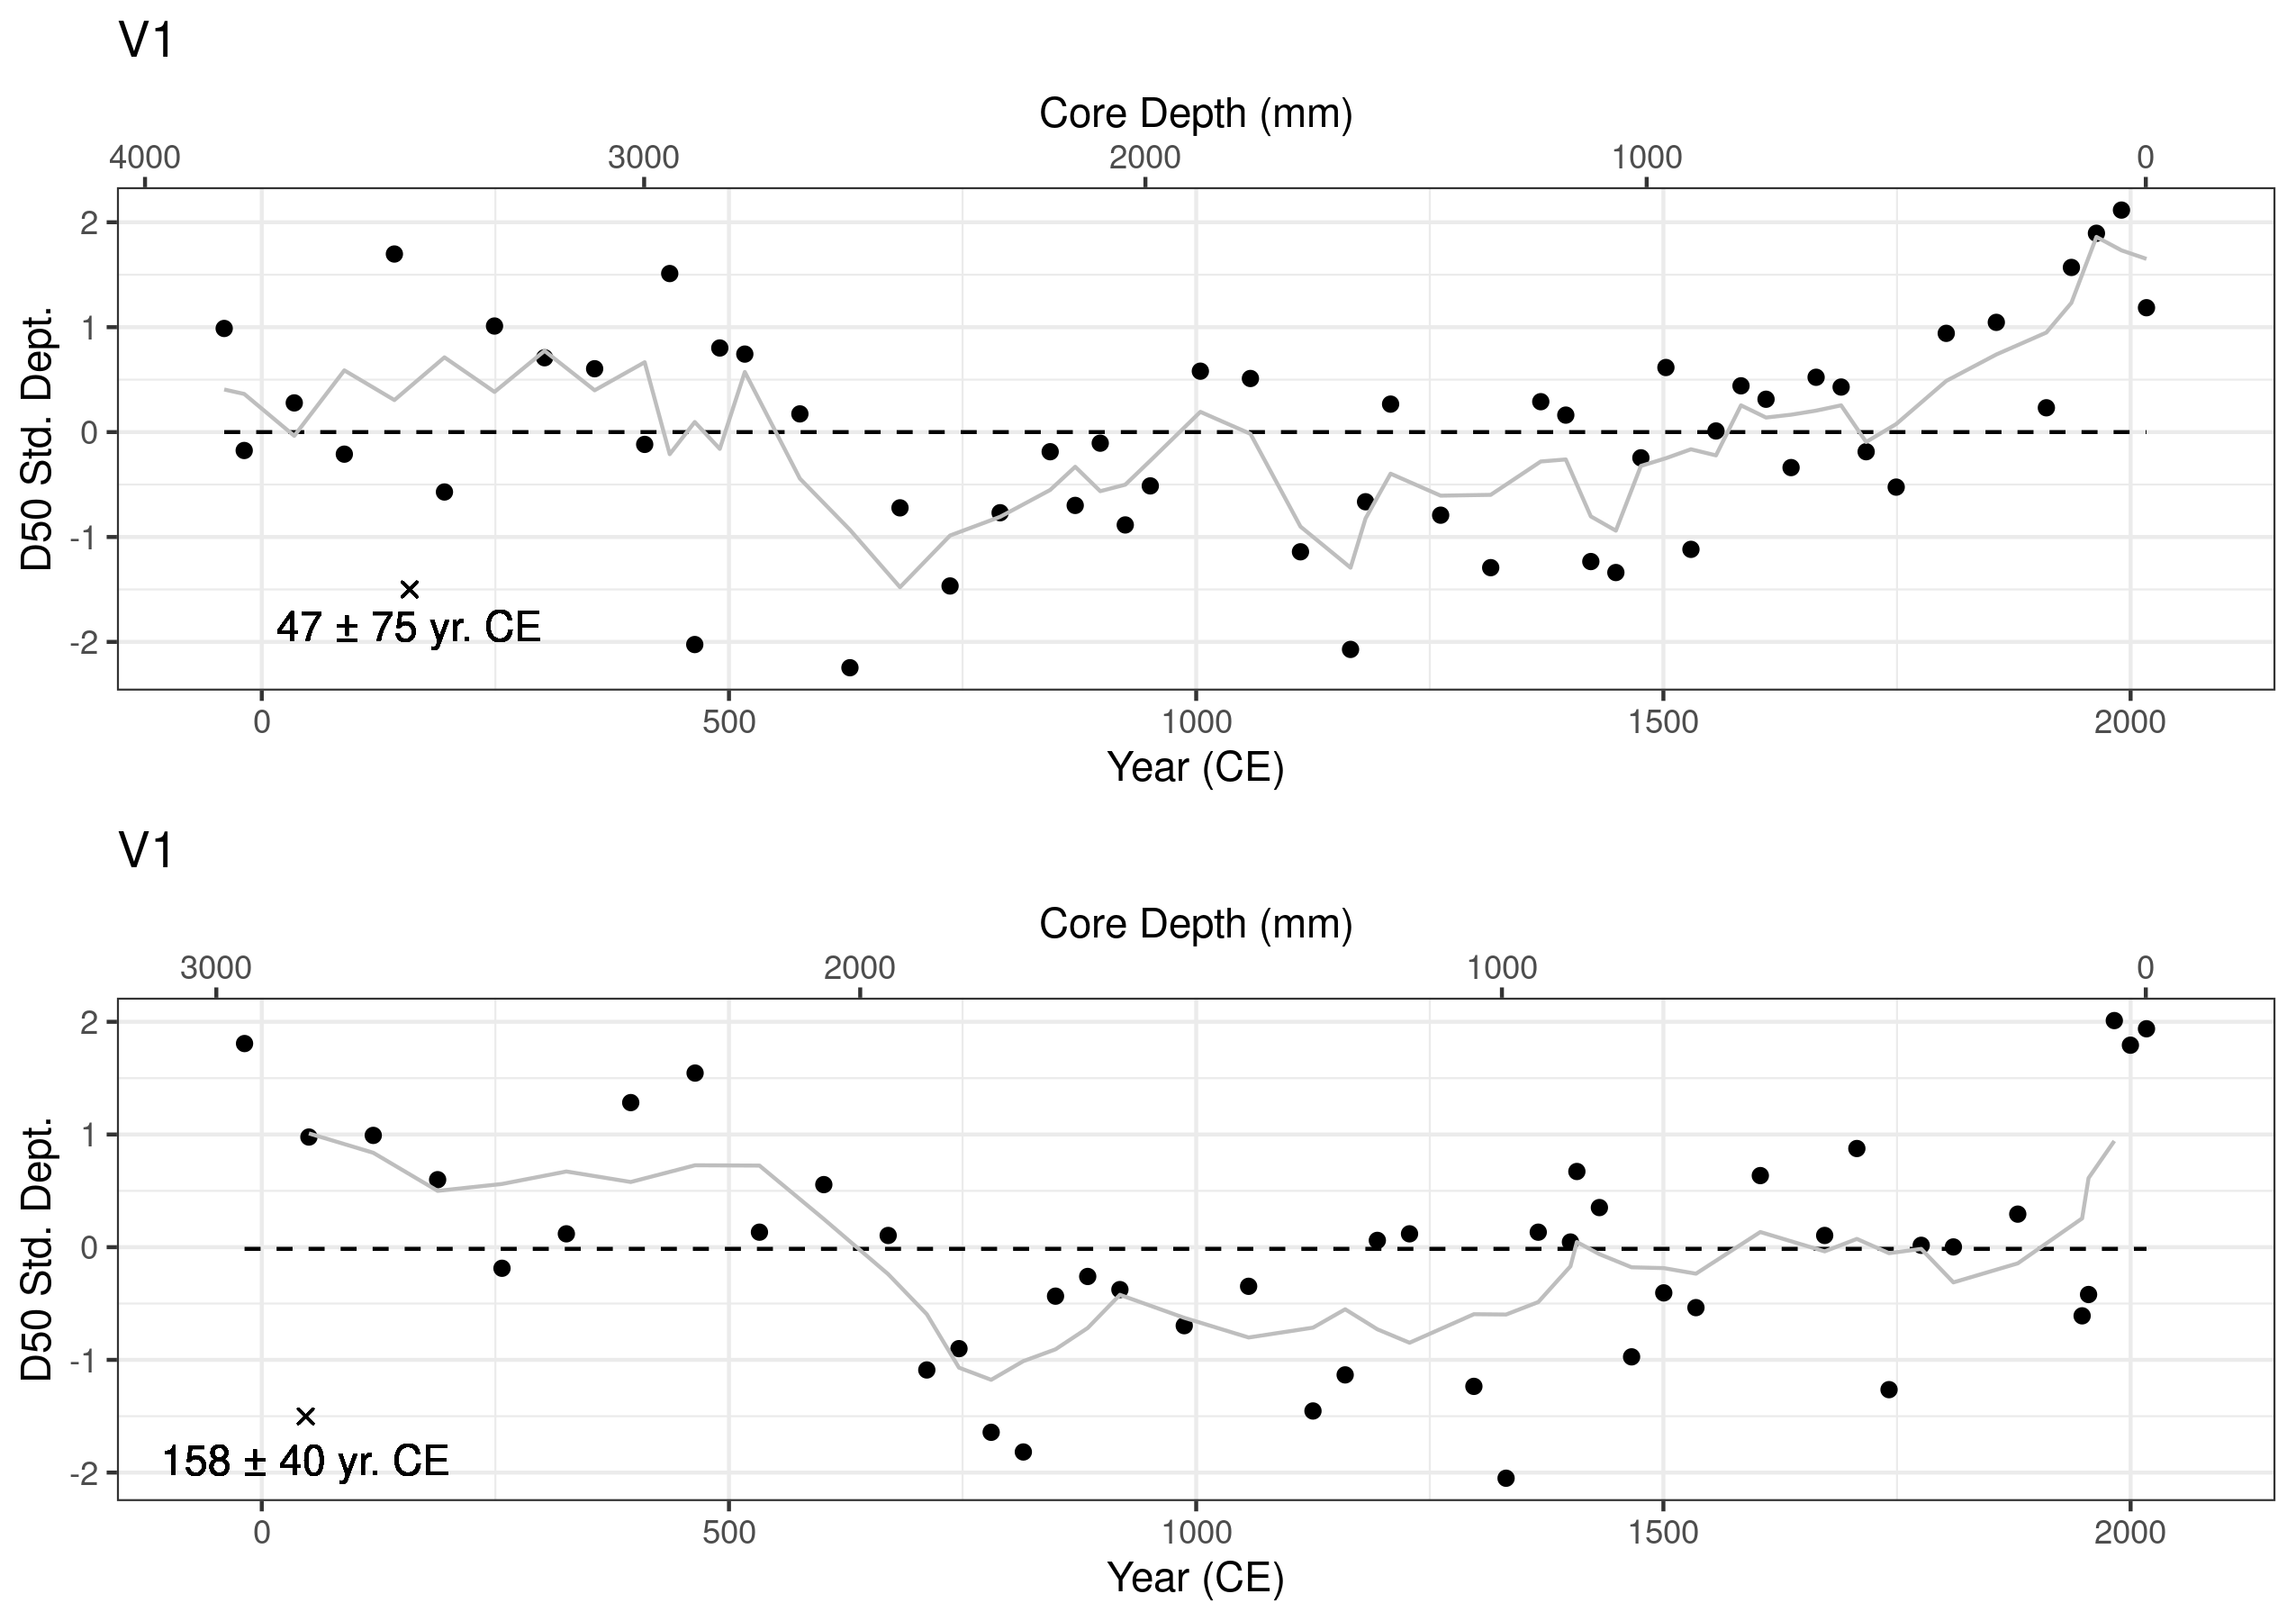 V1
Core Depth (mm)
4000 3000 2000 1000 0
D50 Std. Dept.
2
1
0
-1
-2
×
47 ± 75 yr. CE
0 500 1000 1500 2000
Year (CE)
V1
Core Depth (mm)
3000 2000 1000 0
D50 Std. Dept.
2
1
0
-1
-2
×
158 ± 40 yr. CE
0 500 1000 1500 2000
Year (CE)